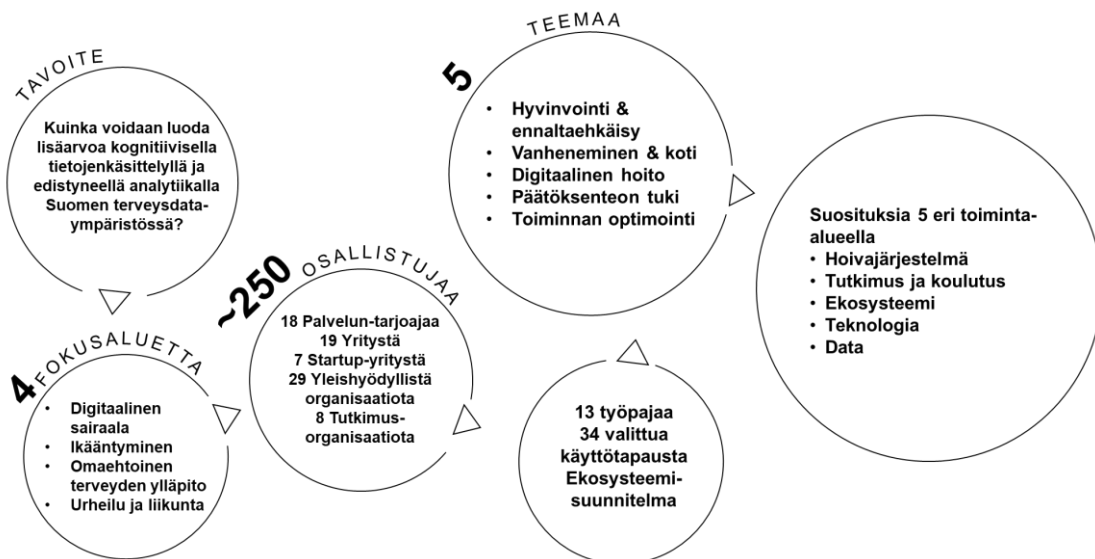 TAVOITE
Kuinka voidaan luoda
lisäarvoa kognitiivisella
tietojenkäsittelyllä ja
edistyneellä analytiikalla
Suomen terveysdata-
ympäristössä?
4 FOKUSALUETTA
• Digitaalinen
sairaala
• Ikääntyminen
• Omaehtoinen
terveyden ylläpito
• Urheilu ja liikunta
~250 OSALLISTUJAA
18 Palvelun-tarjoajaa
19 Yritystä
7 Startup-yritystä
29 Yleishyödyllistä
organisaatiota
8 Tutkimus-
organisaatiota
13 työpajaa
34 valittua
käyttötapausta
Ekosysteemi-
suunnitelma
5 TEEMAA
• Hyvinvointi &
ennaltaehkäisy
• Vanheneminen & koti
• Digitaalinen hoito
• Päätöksenteon tuki
• Toiminnan optimointi
Suosituksia 5 eri toiminta-
alueella
• Hoivajärjestelmä
• Tutkimus ja koulutus
• Ekosysteemi
• Teknologia
• Data